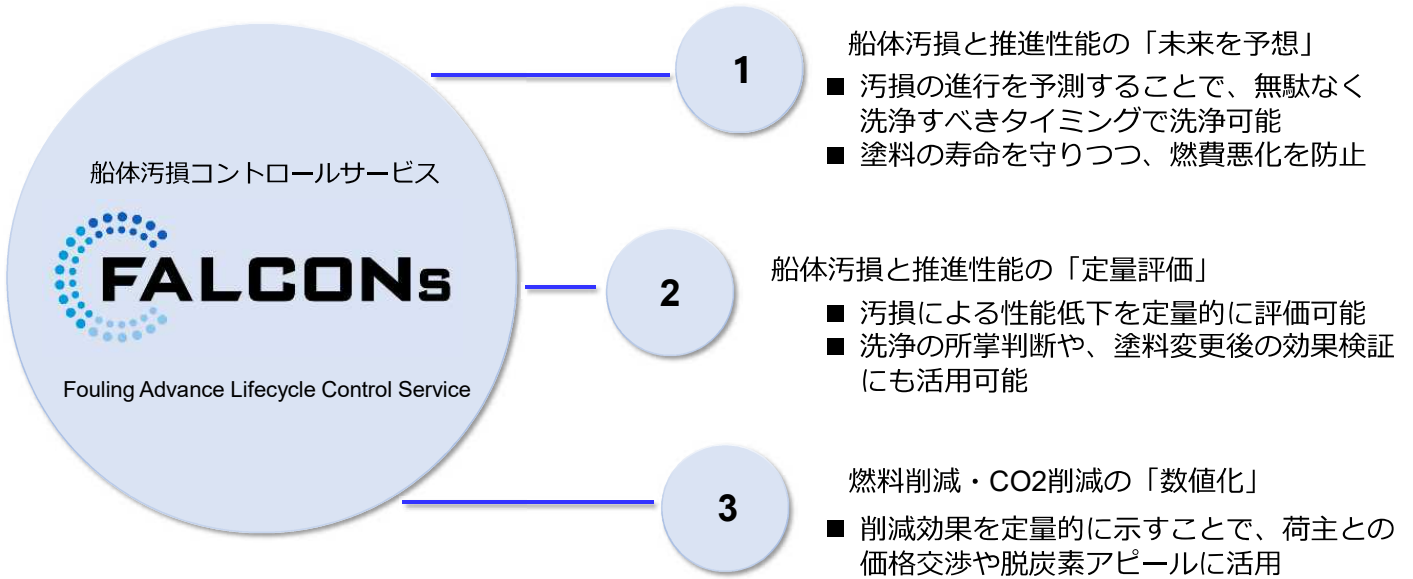 船体汚損コントロールサービス
FALCONs
Fouling Advance Lifecycle Control Service
1
船体汚損と推進性能の「未来を予想」
■ 汚損の進行を予測することで、無駄なく
洗浄すべきタイミングで洗浄可能
■ 塗料の寿命を守りつつ、燃費悪化を防止
2
船体汚損と推進性能の「定量評価」
■ 汚損による性能低下を定量的に評価可能
■ 洗浄の所掌判断や、塗料変更後の効果検証
にも活用可能
3
燃料削減・CO2削減の「数値化」
■ 削減効果を定量的に示すことで、荷主との
価格交渉や脱炭素アピールに活用